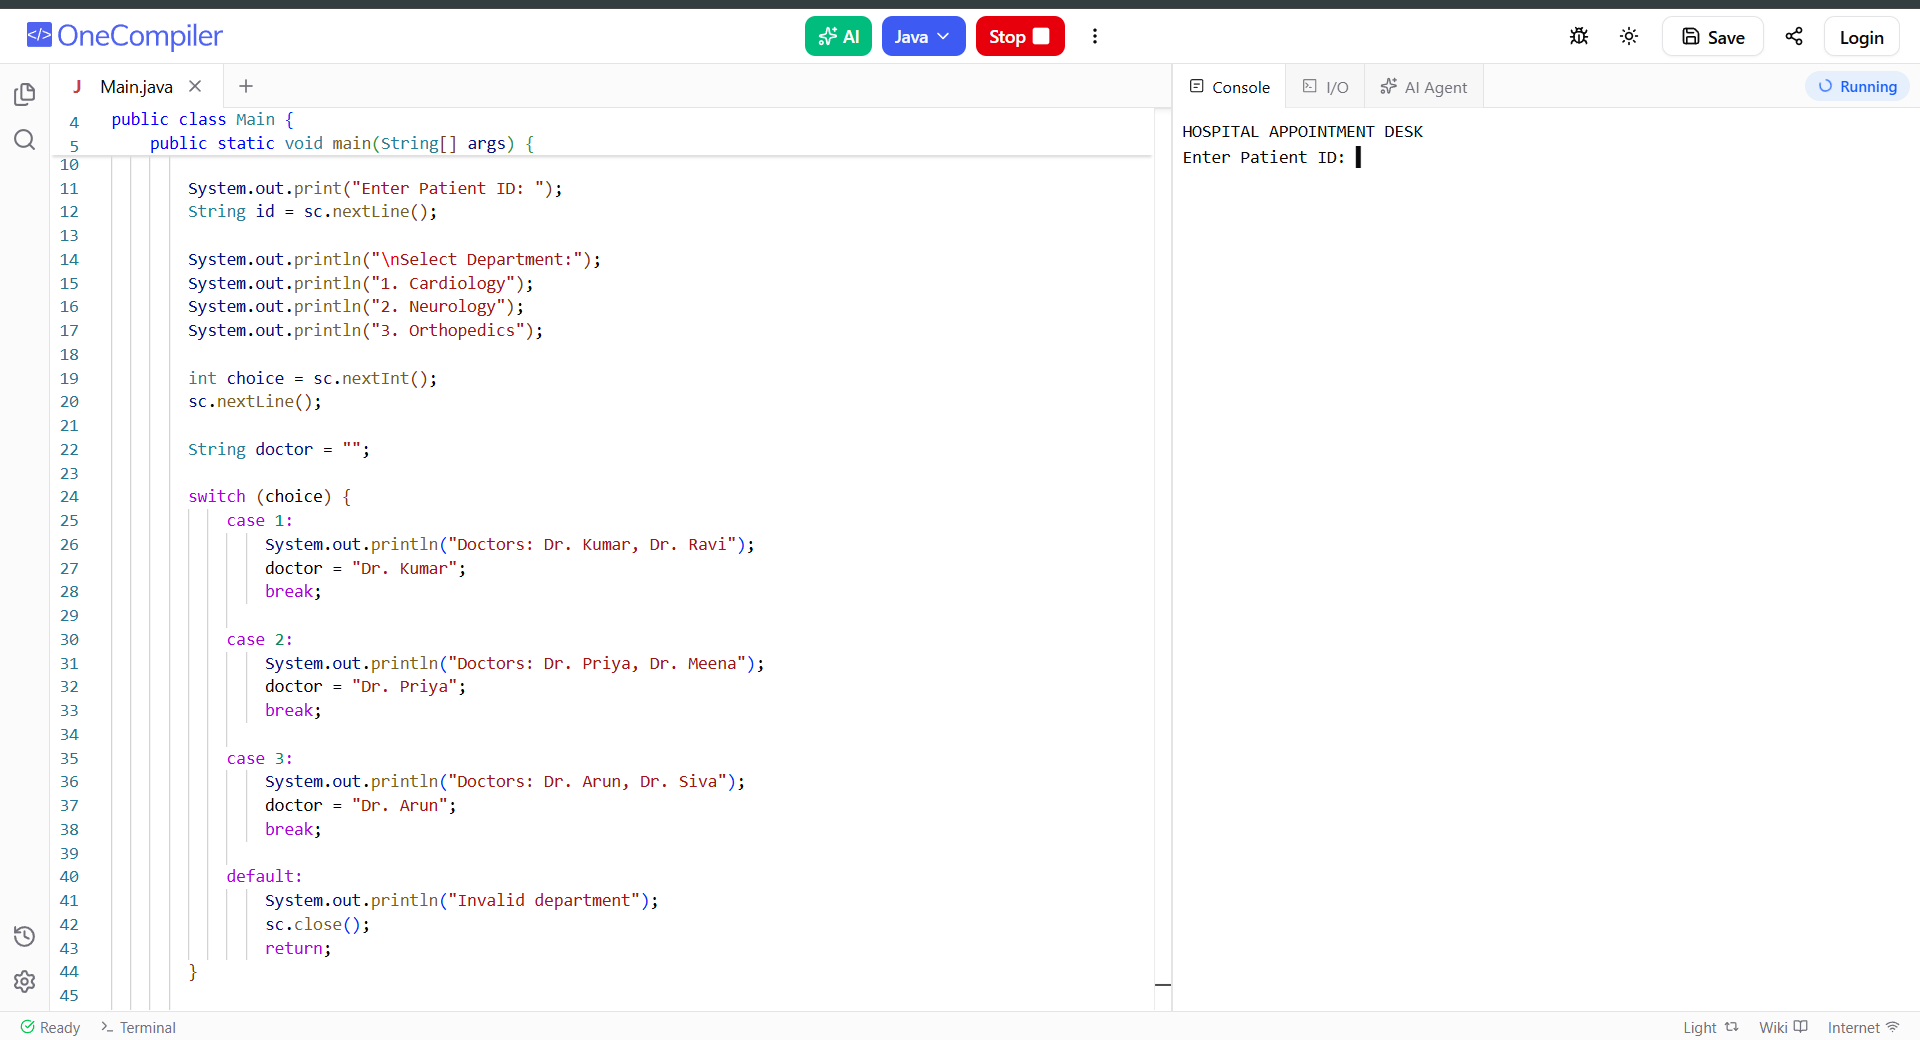 </> OneCompiler
AI
Java
Stop
Save
Login
J Main.java
Console
I/O
AI Agent
Running
4 public class Main {
5     public static void main(String[] args) {
10
11         System.out.print("Enter Patient ID: ");
12         String id = sc.nextLine();
13
14         System.out.println("\nSelect Department:");
15         System.out.println("1. Cardiology");
16         System.out.println("2. Neurology");
17         System.out.println("3. Orthopedics");
18
19         int choice = sc.nextInt();
20         sc.nextLine();
21
22         String doctor = "";
23
24         switch (choice) {
25             case 1:
26                 System.out.println("Doctors: Dr. Kumar, Dr. Ravi");
27                 doctor = "Dr. Kumar";
28                 break;
29
30             case 2:
31                 System.out.println("Doctors: Dr. Priya, Dr. Meena");
32                 doctor = "Dr. Priya";
33                 break;
34
35             case 3:
36                 System.out.println("Doctors: Dr. Arun, Dr. Siva");
37                 doctor = "Dr. Arun";
38                 break;
39
40             default:
41                 System.out.println("Invalid department");
42                 sc.close();
43                 return;
44         }
45
HOSPITAL APPOINTMENT DESK
Enter Patient ID:
Ready
Terminal
Light
Wiki
Internet